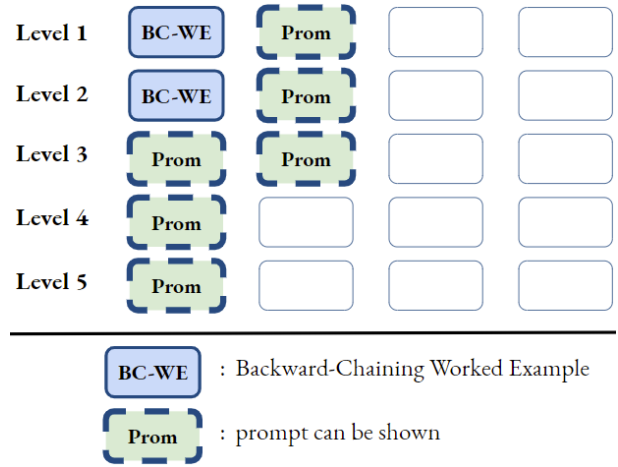 Level 1 BC-WE Prom
Level 2 BC-WE Prom
Level 3 Prom Prom
Level 4 Prom
Level 5 Prom
BC-WE : Backward-Chaining Worked Example
Prom : prompt can be shown